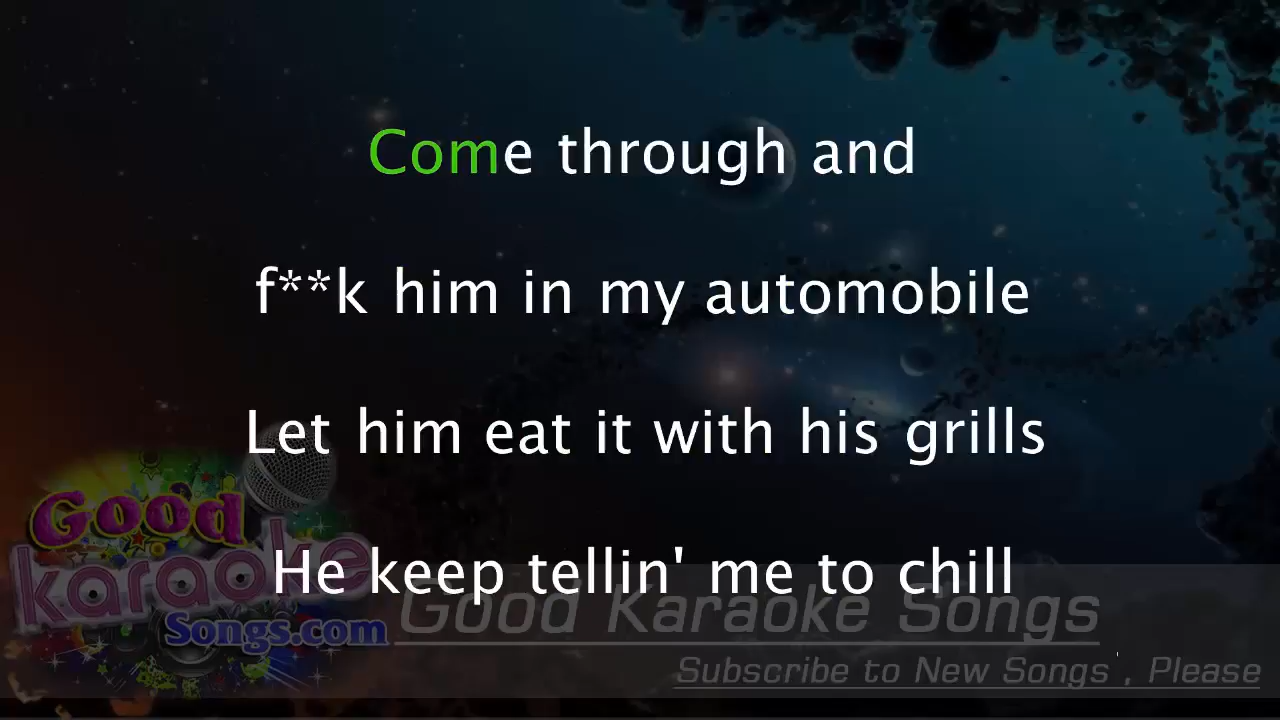 Come through and
f**k him in my automobile
Let him eat it with his grills
He keep tellin' me to chill
Good
karaoke
Songs.com
Good Karaoke Songs
Subscribe to New Songs , Please